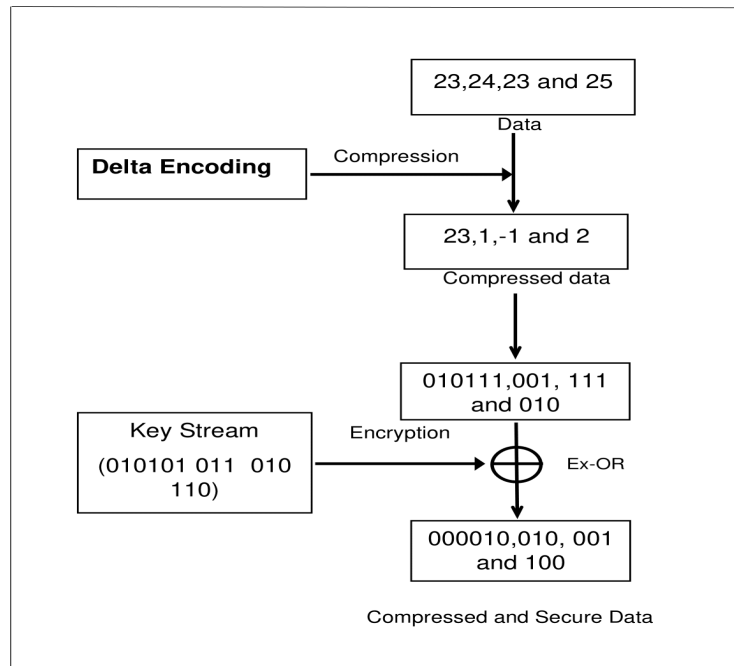 23,24,23 and 25
Data
Delta Encoding
Compression
23,1,-1 and 2
Compressed data
010111,001, 111
and 010
Key Stream
(010101 011  010
110)
Encryption
Ex-OR
000010,010, 001
and 100
Compressed and Secure Data